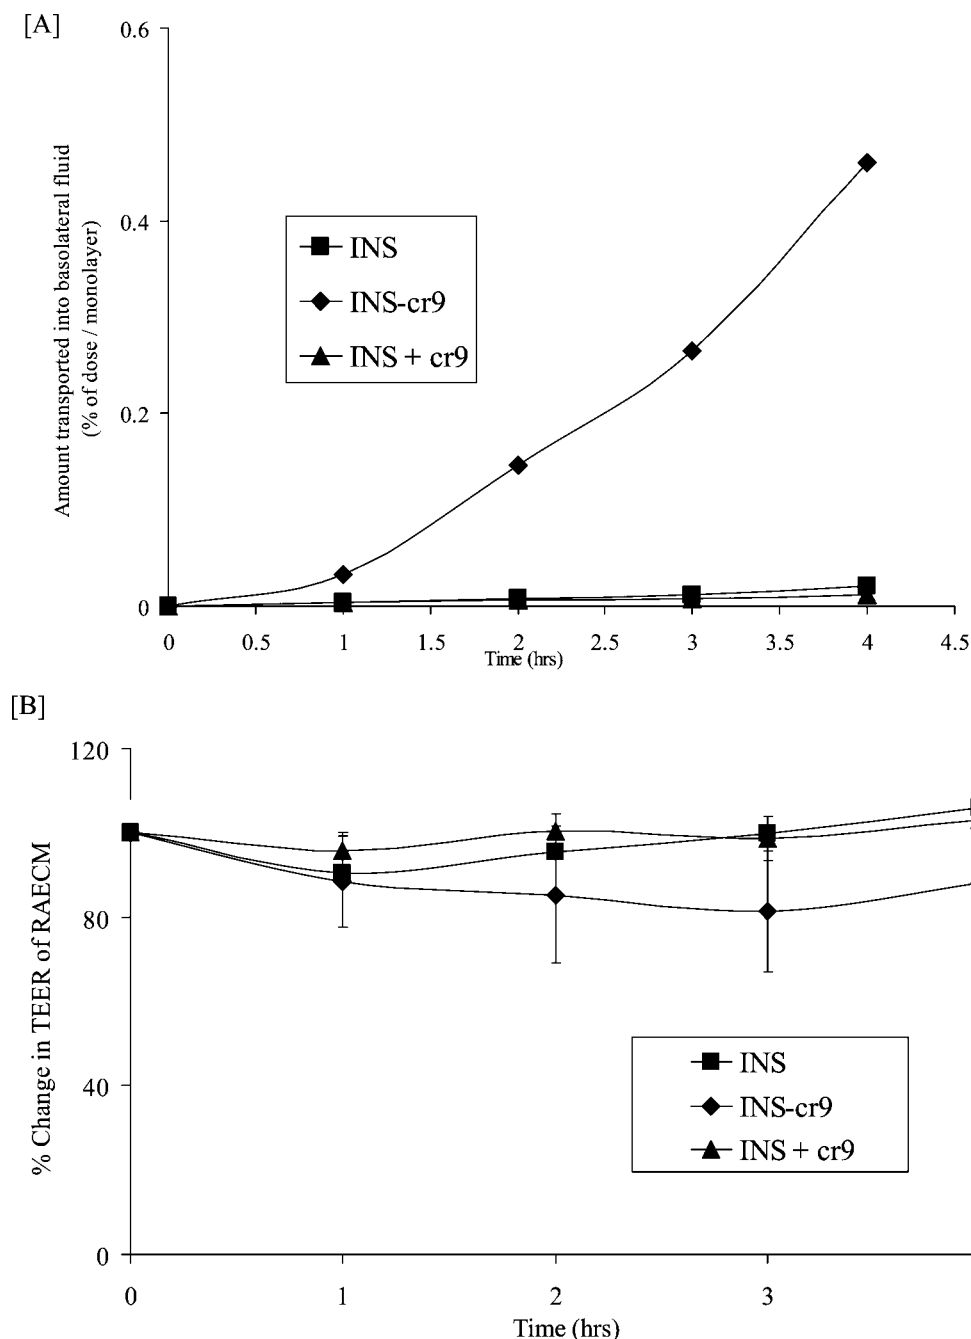 [A]
0.6
0.4
0.2
0
Amount transported into basolateral fluid
(% of dose / monolayer)
INS
INS-cr9
INS + cr9
0 0.5 1 1.5 2 2.5 3 3.5 4 4.5
Time (hrs)
[B]
120
80
40
0
% Change in TEER of RAECM
INS
INS-cr9
INS + cr9
0 1 2 3
Time (hrs)